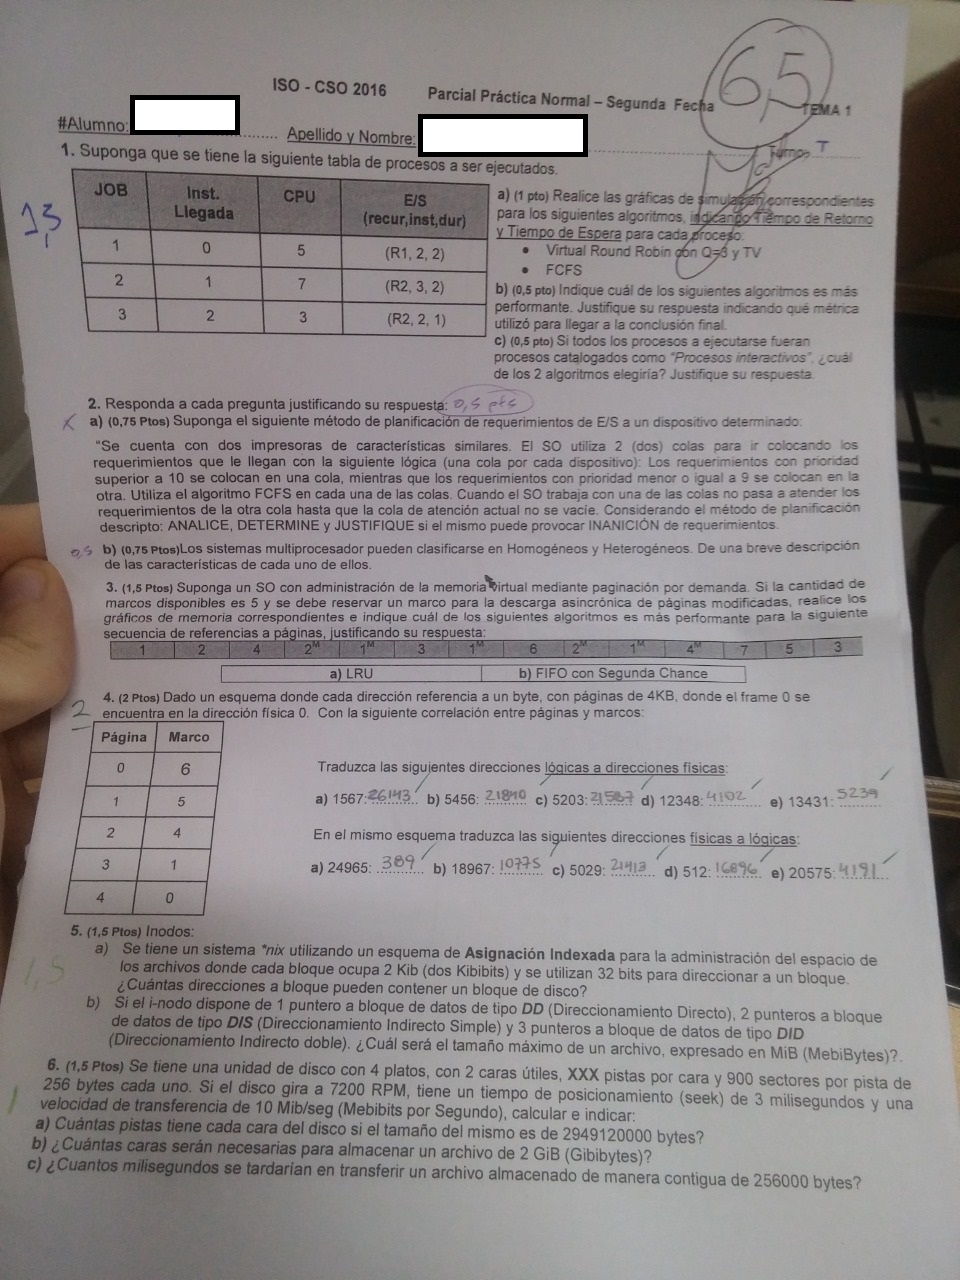 ISO - CSO 2016 Parcial Práctica Normal – Segunda Fecha
6,5
TEMA 1
#Alumno: Apellido y Nombre: Turno: T
1. Suponga que se tiene la siguiente tabla de procesos a ser ejecutados.
JOB Inst. Llegada CPU E/S (recur,inst,dur)
1 0 5 (R1, 2, 2)
2 1 7 (R2, 3, 2)
3 2 3 (R2, 2, 1)
a) (1 pto) Realice las gráficas de simulación correspondientes
para los siguientes algoritmos, indicando Tiempo de Retorno
y Tiempo de Espera para cada proceso:
• Virtual Round Robin con Q=3 y TV
• FCFS
b) (0,5 pto) Indique cuál de los siguientes algoritmos es más
performante. Justifique su respuesta indicando qué métrica
utilizó para llegar a la conclusión final.
c) (0,5 pto) Si todos los procesos a ejecutarse fueran
procesos catalogados como "Procesos interactivos", ¿cuál
de los 2 algoritmos elegiría? Justifique su respuesta
2. Responda a cada pregunta justificando su respuesta: 0,5 pts
a) (0,75 Ptos) Suponga el siguiente método de planificación de requerimientos de E/S a un dispositivo determinado:
"Se cuenta con dos impresoras de características similares. El SO utiliza 2 (dos) colas para ir colocando los
requerimientos que le llegan con la siguiente lógica (una cola por cada dispositivo): Los requerimientos con prioridad
superior a 10 se colocan en una cola, mientras que los requerimientos con prioridad menor o igual a 9 se colocan en la
otra. Utiliza el algoritmo FCFS en cada una de las colas. Cuando el SO trabaja con una de las colas no pasa a atender los
requerimientos de la otra cola hasta que la cola de atención actual no se vacíe. Considerando el método de planificación
descripto: ANALICE, DETERMINE y JUSTIFIQUE si el mismo puede provocar INANICIÓN de requerimientos.
0,5 b) (0,75 Ptos)Los sistemas multiprocesador pueden clasificarse en Homogéneos y Heterogéneos. De una breve descripción
de las características de cada uno de ellos.
3. (1,5 Ptos) Suponga un SO con administración de la memoria virtual mediante paginación por demanda. Si la cantidad de
marcos disponibles es 5 y se debe reservar un marco para la descarga asincrónica de páginas modificadas, realice los
gráficos de memoria correspondientes e indique cuál de los siguientes algoritmos es más performante para la siguiente
secuencia de referencias a páginas, justificando su respuesta:
1 2 4 2M 1M 3 1M 6 2M 1M 4M 7 5 3
a) LRU b) FIFO con Segunda Chance
2 4. (2 Ptos) Dado un esquema donde cada dirección referencia a un byte, con páginas de 4KB, donde el frame 0 se
encuentra en la dirección física 0. Con la siguiente correlación entre páginas y marcos:
Página Marco
0 6
1 5
2 4
3 1
4 0
Traduzca las siguientes direcciones lógicas a direcciones físicas:
a) 1567: 26143 b) 5456: 21840 c) 5203: 21587 d) 12348: 4102 e) 13431: 5239
En el mismo esquema traduzca las siguientes direcciones físicas a lógicas:
a) 24965: 389 b) 18967: 10775 c) 5029: 21413 d) 512: 16896 e) 20575: 4191
5. (1,5 Ptos) Inodos:
1,5
a) Se tiene un sistema *nix utilizando un esquema de Asignación Indexada para la administración del espacio de
los archivos donde cada bloque ocupa 2 Kib (dos Kibibits) y se utilizan 32 bits para direccionar a un bloque.
¿Cuántas direcciones a bloque pueden contener un bloque de disco?
b) Si el i-nodo dispone de 1 puntero a bloque de datos de tipo DD (Direccionamiento Directo), 2 punteros a bloque
de datos de tipo DIS (Direccionamiento Indirecto Simple) y 3 punteros a bloque de datos de tipo DID
(Direccionamiento Indirecto doble). ¿Cuál será el tamaño máximo de un archivo, expresado en MiB (MebiBytes)?.
6. (1,5 Ptos) Se tiene una unidad de disco con 4 platos, con 2 caras útiles, XXX pistas por cara y 900 sectores por pista de
1 256 bytes cada uno. Si el disco gira a 7200 RPM, tiene un tiempo de posicionamiento (seek) de 3 milisegundos y una
velocidad de transferencia de 10 Mib/seg (Mebibits por Segundo), calcular e indicar:
a) Cuántas pistas tiene cada cara del disco si el tamaño del mismo es de 2949120000 bytes?
b) ¿Cuántas caras serán necesarias para almacenar un archivo de 2 GiB (Gibibytes)?
c) ¿Cuantos milisegundos se tardarían en transferir un archivo almacenado de manera contigua de 256000 bytes?